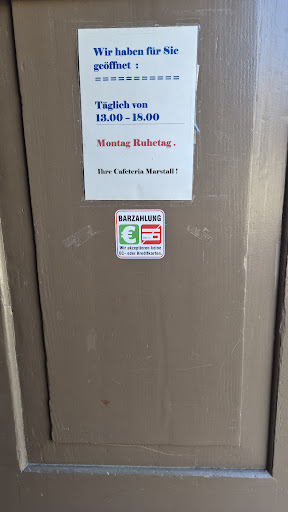 Wir haben für Sie
geöffnet :
==========
Täglich von
13.00 – 18.00
Montag Ruhetag .
Ihre Cafeteria Marstall !
BARZAHLUNG
€
Wir akzeptieren keine
EC- oder Kreditkarten.